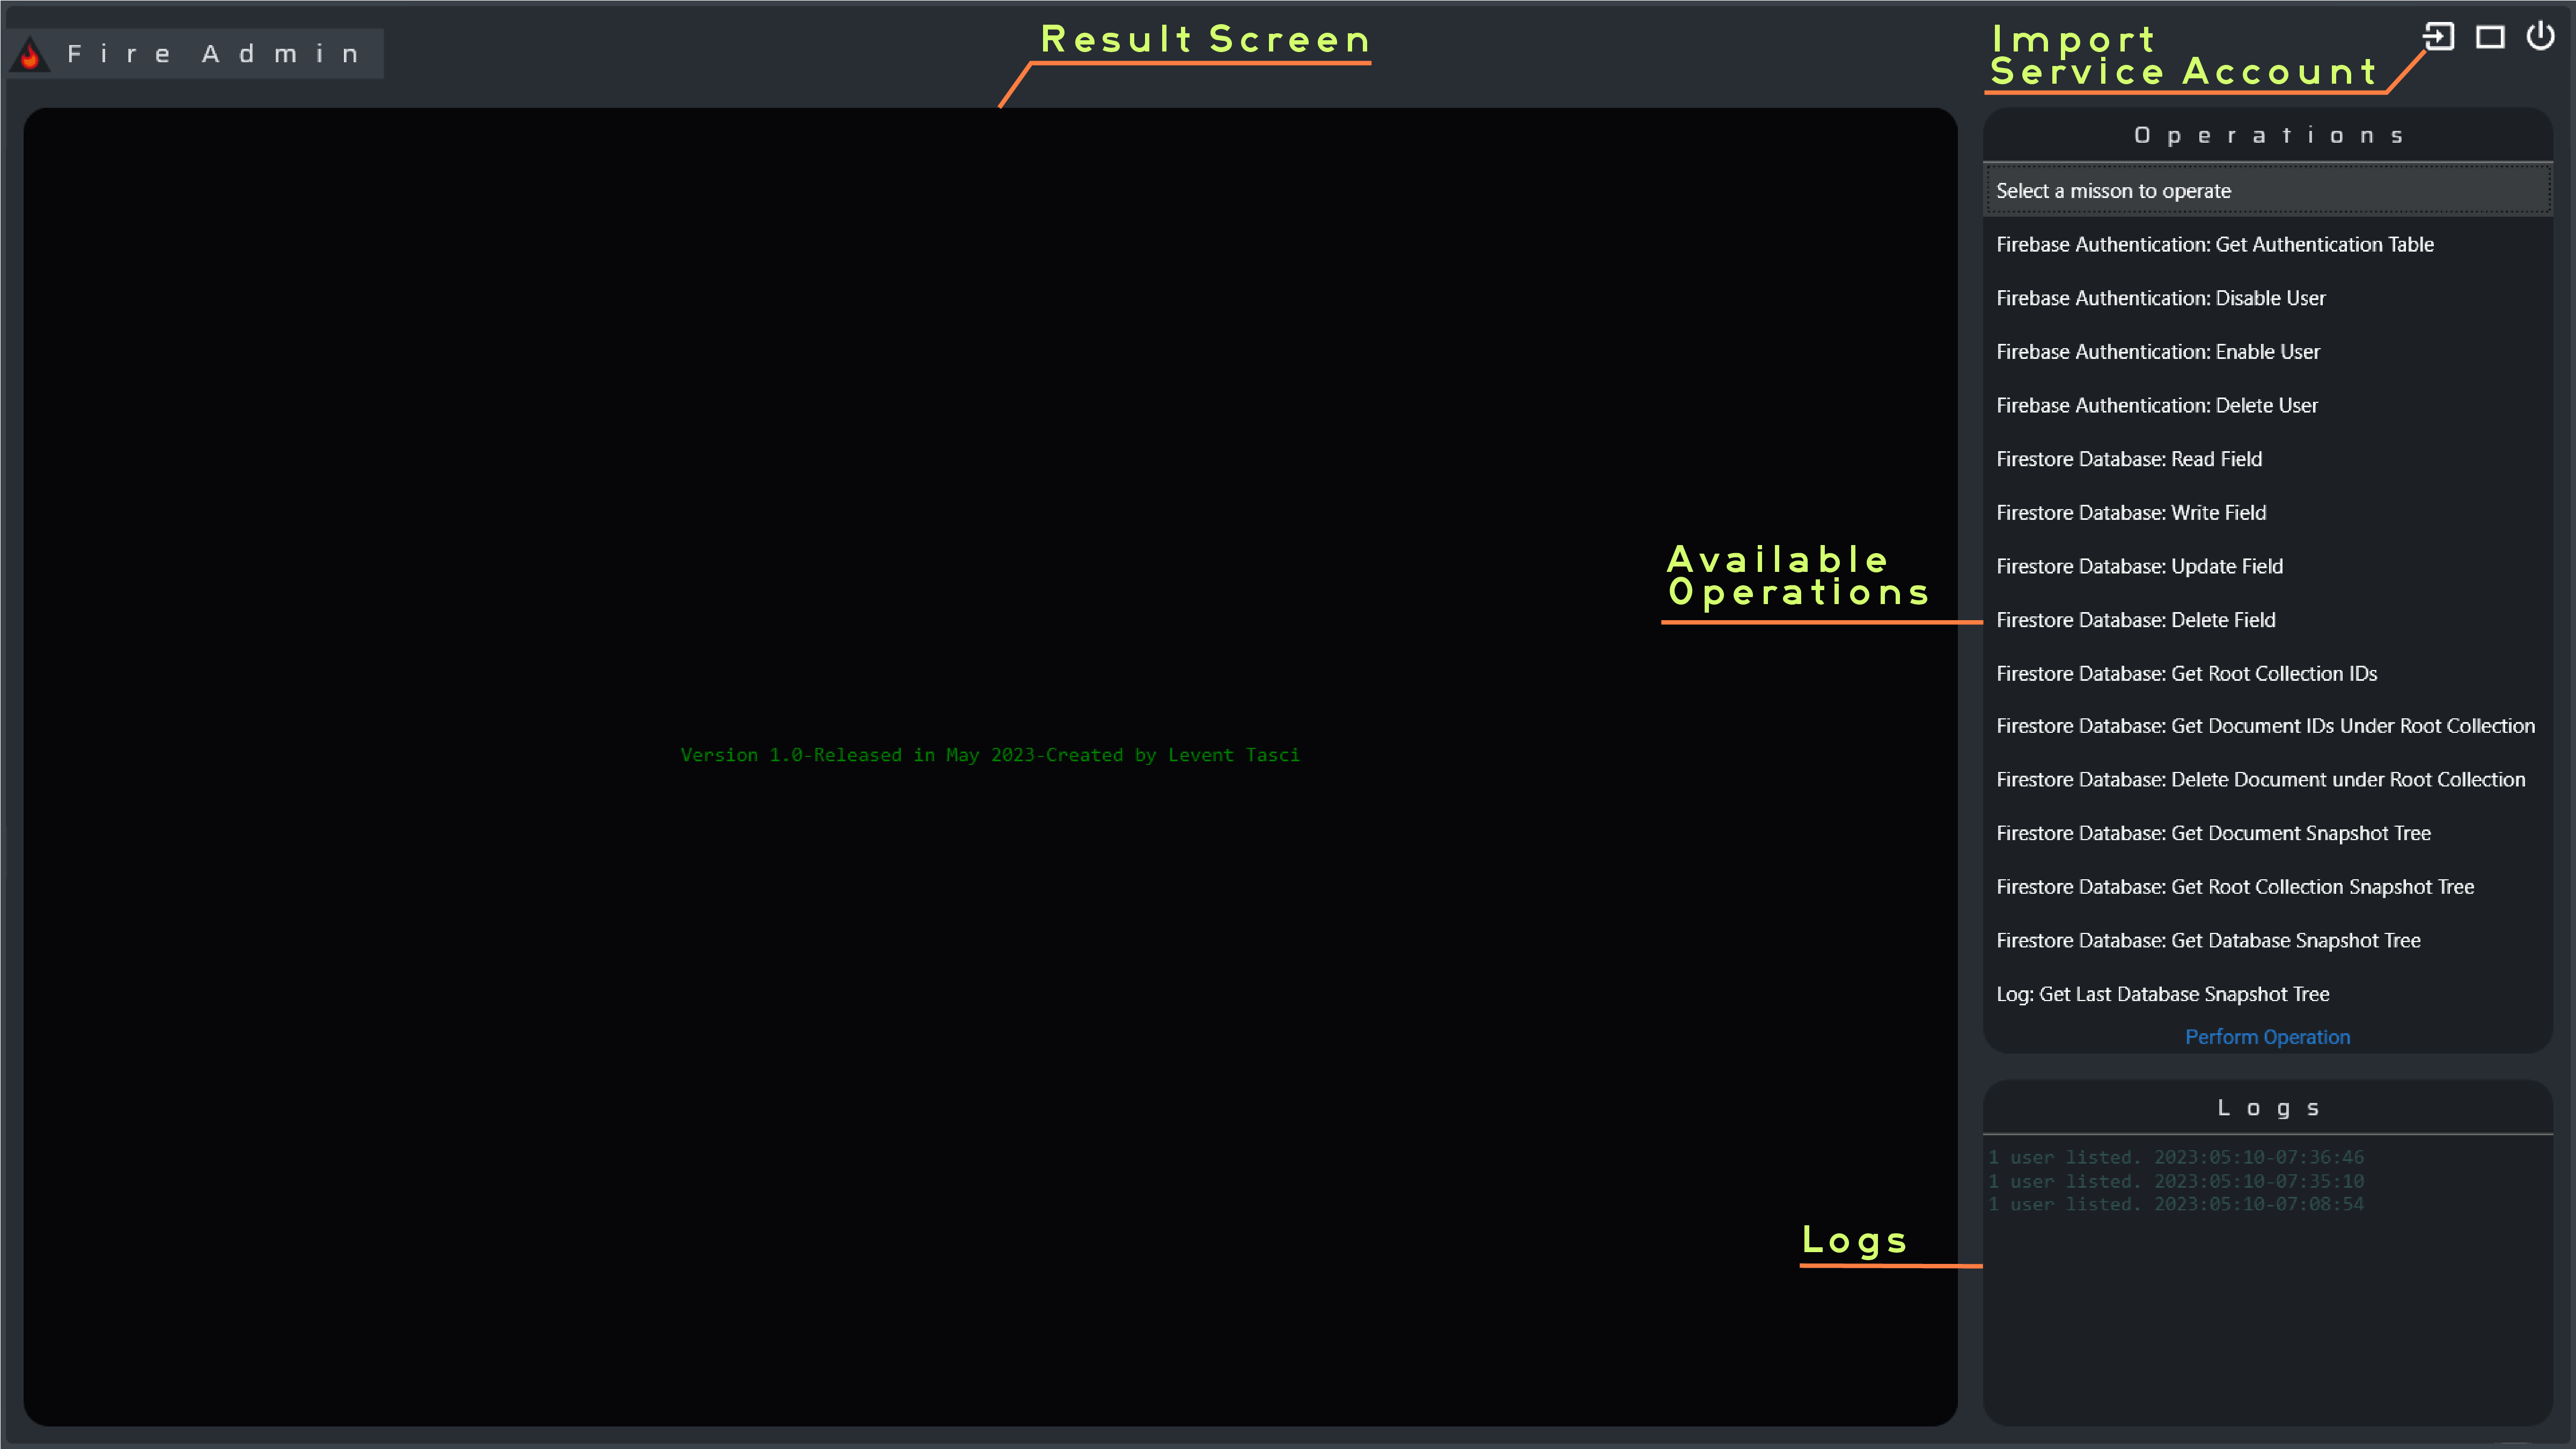 Fire Admin
Result Screen
Import
Service Account
Operations
Select a misson to operate
Firebase Authentication: Get Authentication Table
Firebase Authentication: Disable User
Firebase Authentication: Enable User
Firebase Authentication: Delete User
Firestore Database: Read Field
Firestore Database: Write Field
Firestore Database: Update Field
Firestore Database: Delete Field
Firestore Database: Get Root Collection IDs
Firestore Database: Get Document IDs Under Root Collection
Firestore Database: Delete Document under Root Collection
Firestore Database: Get Document Snapshot Tree
Firestore Database: Get Root Collection Snapshot Tree
Firestore Database: Get Database Snapshot Tree
Log: Get Last Database Snapshot Tree
Perform Operation
Available
Operations
Version 1.0-Released in May 2023-Created by Levent Tasci
Logs
1 user listed. 2023:05:10-07:36:46
1 user listed. 2023:05:10-07:35:10
1 user listed. 2023:05:10-07:08:54
Logs